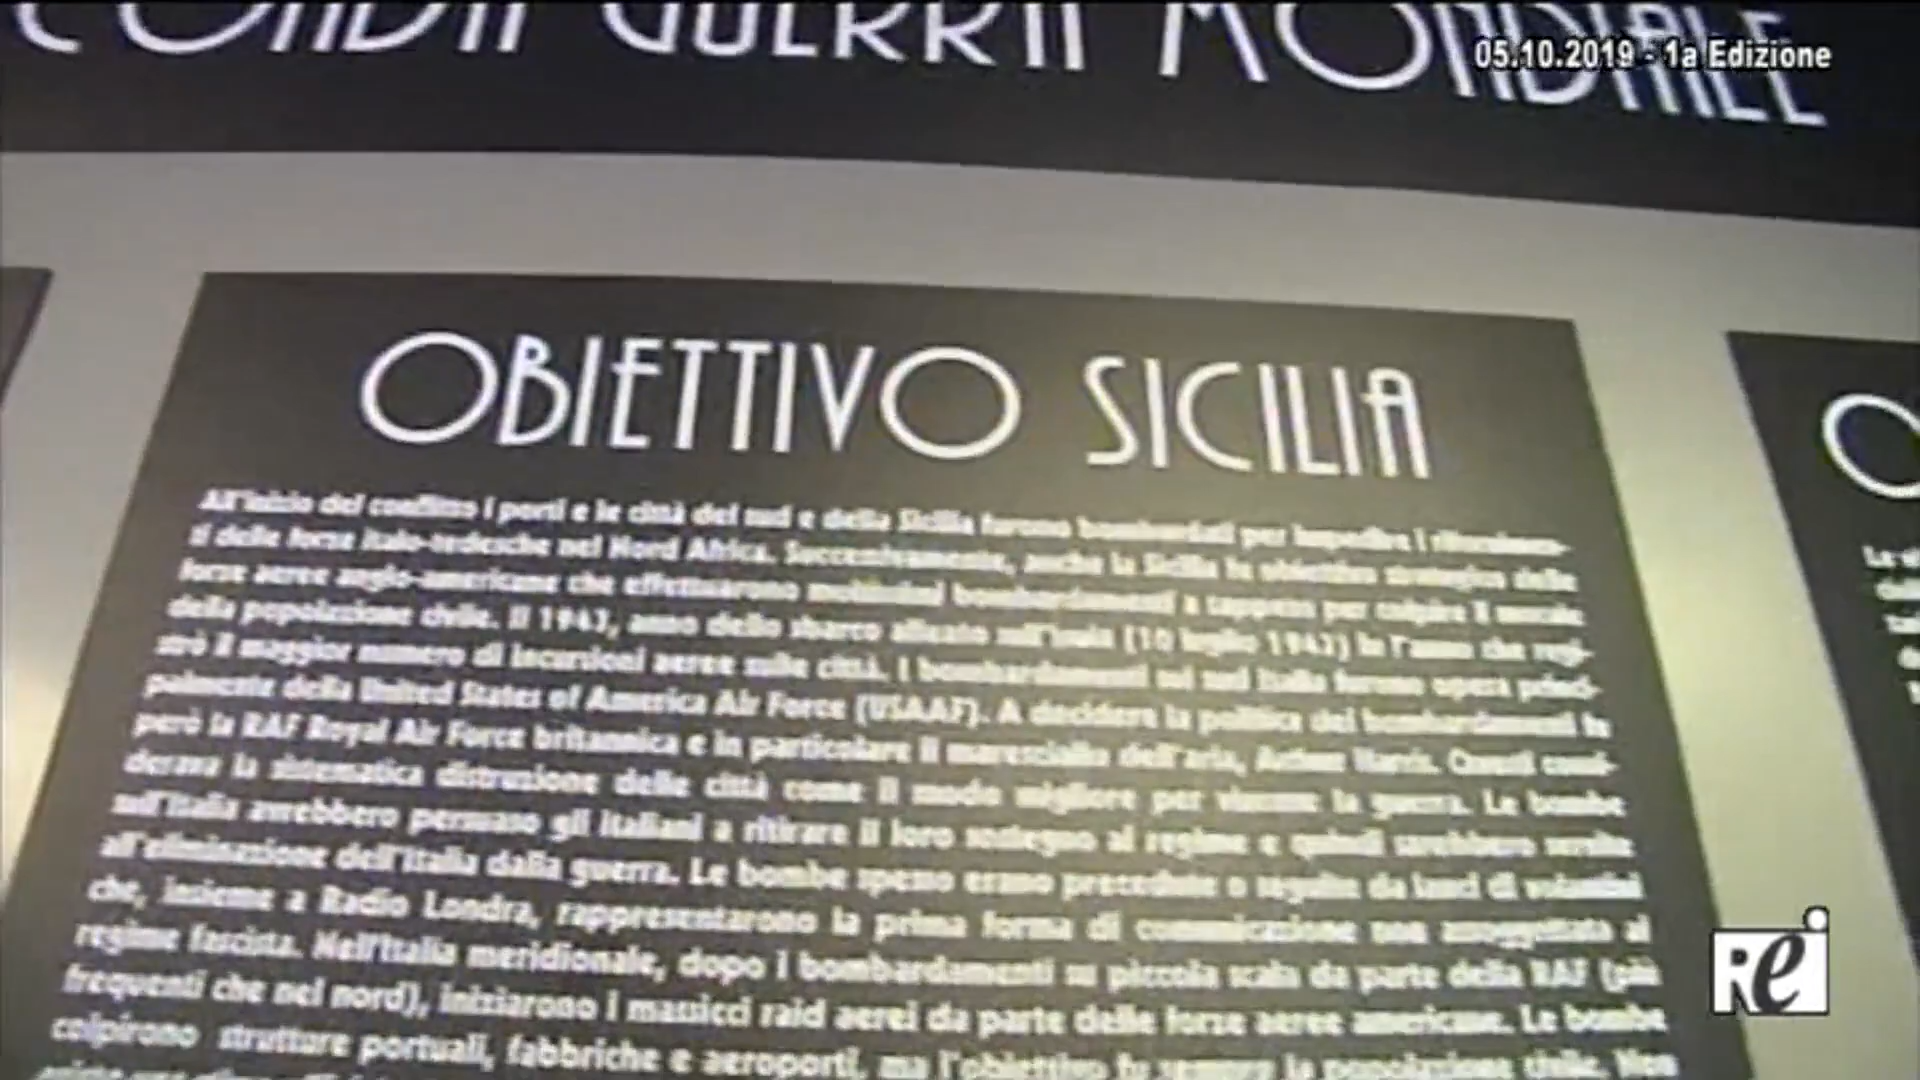 CONDA GUERRA MONDIALE
05.10.2019 - 1a Edizione
OBIETTIVO SICILIA
All'inizio del conflitto i porti e le città del sud e della Sicilia furono bombardati per impedire i rifornimen-
ti delle forze italo-tedesche nel Nord Africa. Successivamente, anche la Sicilia fu obiettivo strategico delle
forze aeree anglo-americane che effettuarono moltissimi bombardamenti a tappeto per colpire il morale
della popolazione civile. Il 1943, anno dello sbarco alleato sull'isola (10 luglio 1943) fu l'anno che regi-
strò il maggior numero di incursioni aeree sulle città. I bombardamenti sul sud Italia furono opera princi-
palmente della United States of America Air Force (USAAF). A decidere la politica dei bombardamenti fu
però la RAF Royal Air Force britannica e in particolare il maresciallo dell'aria, Arthur Harris. Questi consi-
derava la sistematica distruzione delle città come il modo migliore per vincere la guerra. Le bombe
sull'Italia avrebbero persuaso gli italiani a ritirare il loro sostegno al regime e quindi sarebbero servite
all'eliminazione dell'Italia dalla guerra. Le bombe spesso erano precedute o seguite da lanci di volantini
che, insieme a Radio Londra, rappresentarono la prima forma di comunicazione non assoggettata al
regime fascista. Nell'Italia meridionale, dopo i bombardamenti su piccola scala da parte della RAF (più
frequenti che nel nord), iniziarono i massicci raid aerei da parte delle forze aeree americane. Le bombe
colpirono strutture portuali, fabbriche e aeroporti, ma l'obiettivo fu sempre la popolazione civile. Non
Rei